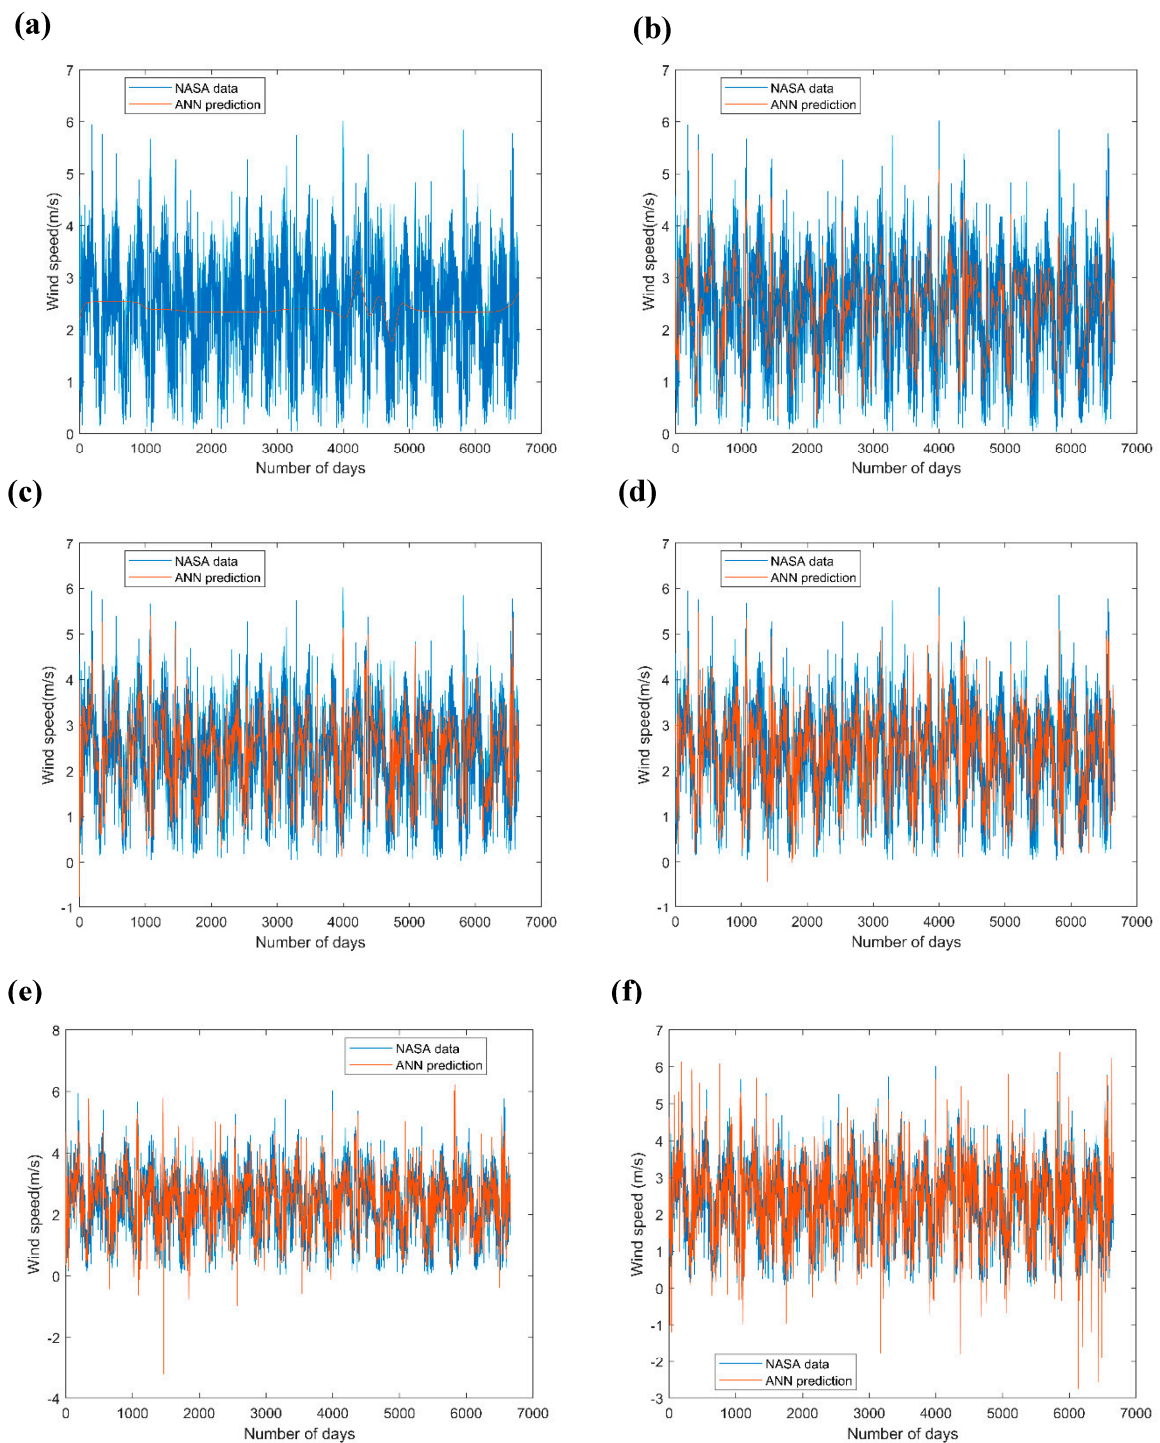 (a)
7
6
5
4
3
2
1
0
Wind speed(m/s)
NASA data
ANN prediction
0 1000 2000 3000 4000 5000 6000 7000
Number of days
(b)
7
6
5
4
3
2
1
0
Wind speed(m/s)
NASA data
ANN prediction
0 1000 2000 3000 4000 5000 6000 7000
Number of days
(c)
7
6
5
4
3
2
1
0
-1
Wind speed(m/s)
NASA data
ANN prediction
0 1000 2000 3000 4000 5000 6000 7000
Number of days
(d)
7
6
5
4
3
2
1
0
-1
Wind speed(m/s)
NASA data
ANN prediction
0 1000 2000 3000 4000 5000 6000 7000
Number of days
(e)
8
6
4
2
0
-2
-4
Wind speed(m/s)
NASA data
ANN prediction
0 1000 2000 3000 4000 5000 6000 7000
Number of days
(f)
7
6
5
4
3
2
1
0
-1
-2
-3
Wind speed (m/s)
NASA data
ANN prediction
0 1000 2000 3000 4000 5000 6000 7000
Number of days